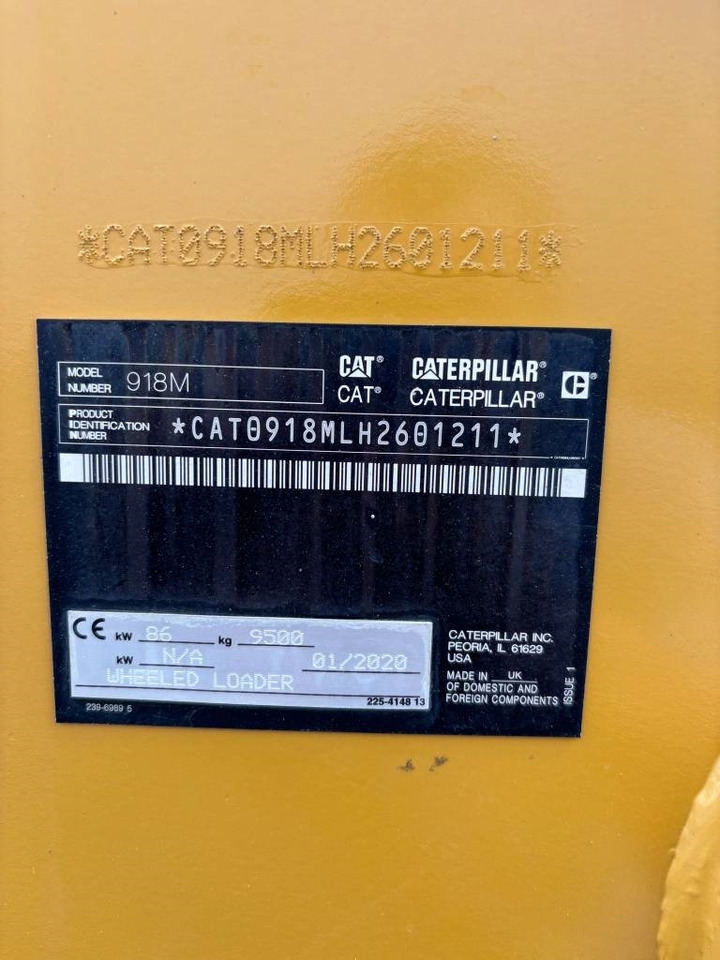 *CAT0918MLH2601211*
MODEL NUMBER 918M
CAT® CATERPILLAR®
CAT® CATERPILLAR®
C®
PRODUCT IDENTIFICATION NUMBER *CAT0918MLH2601211*
CE kW 86 kg 9500
kW N/A 01/2020
WHEELED LOADER
225-4148 13
239-6989 5
CATERPILLAR INC.
PEORIA, IL 61629
USA
MADE IN UK
OF DOMESTIC AND
FOREIGN COMPONENTS
ISSUE 1